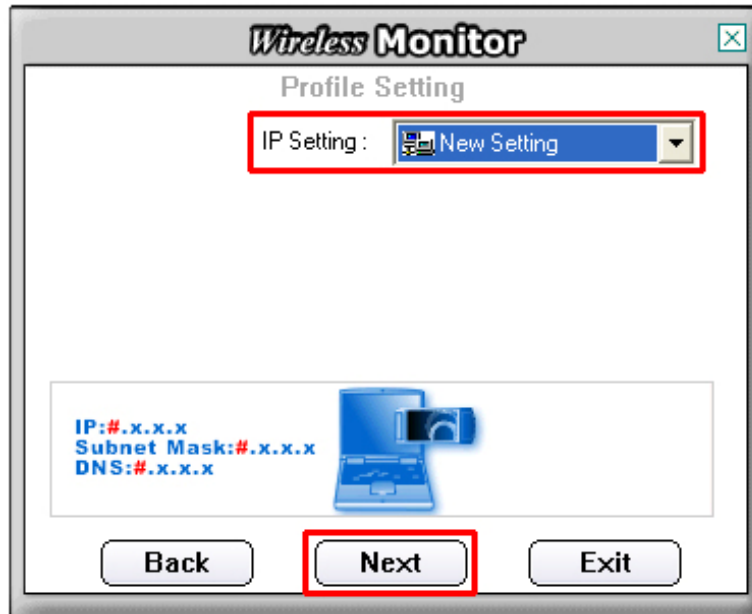 Wireless Monitor
Profile Setting
IP Setting : New Setting
IP:#.x.x.x
Subnet Mask:#.x.x.x
DNS:#.x.x.x
Back Next Exit